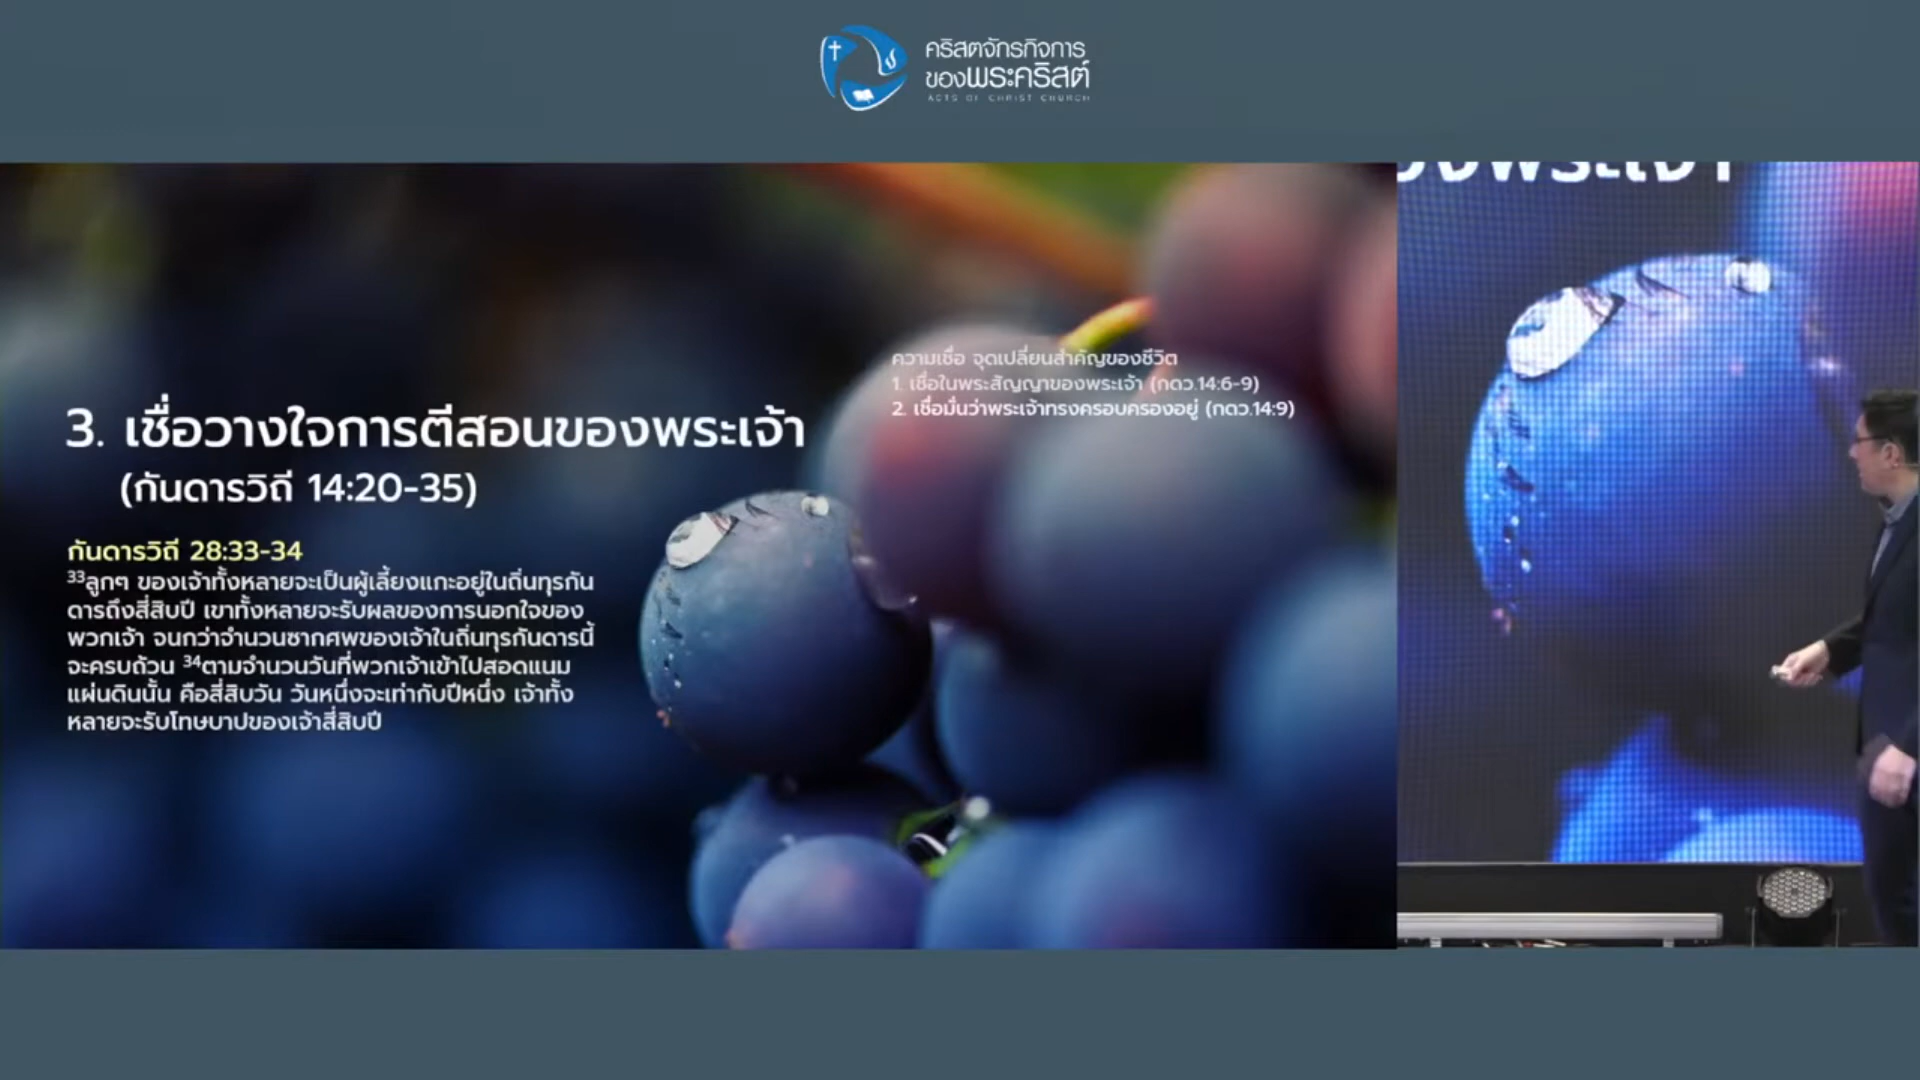 คริสตจักรกิจการ
ของพระคริสต์
ACTS OF CHRIST CHURCH
ความเชื่อ จุดเปลี่ยนสำคัญของชีวิต
1. เชื่อในพระสัญญาของพระเจ้า (กดว.14:6-9)
2. เชื่อมั่นว่าพระเจ้าทรงครอบครองอยู่ (กดว.14:9)
3. เชื่อวางใจการตีสอนของพระเจ้า
(กันดารวิถี 14:20-35)
กันดารวิถี 28:33-34
³³ลูกๆ ของเจ้าทั้งหลายจะเป็นผู้เลี้ยงแกะอยู่ในถิ่นทุรกัน
ดารถึงสี่สิบปี เขาทั้งหลายจะรับผลของการนอกใจของ
พวกเจ้า จนกว่าจำนวนซากศพของเจ้าในถิ่นทุรกันดารนี้
จะครบถ้วน ³⁴ตามจำนวนวันที่พวกเจ้าเข้าไปสอดแนม
แผ่นดินนั้น คือสี่สิบวัน วันหนึ่งจะเท่ากับปีหนึ่ง เจ้าทั้ง
หลายจะรับโทษบาปของเจ้าสี่สิบปี
ของพระเจ้า